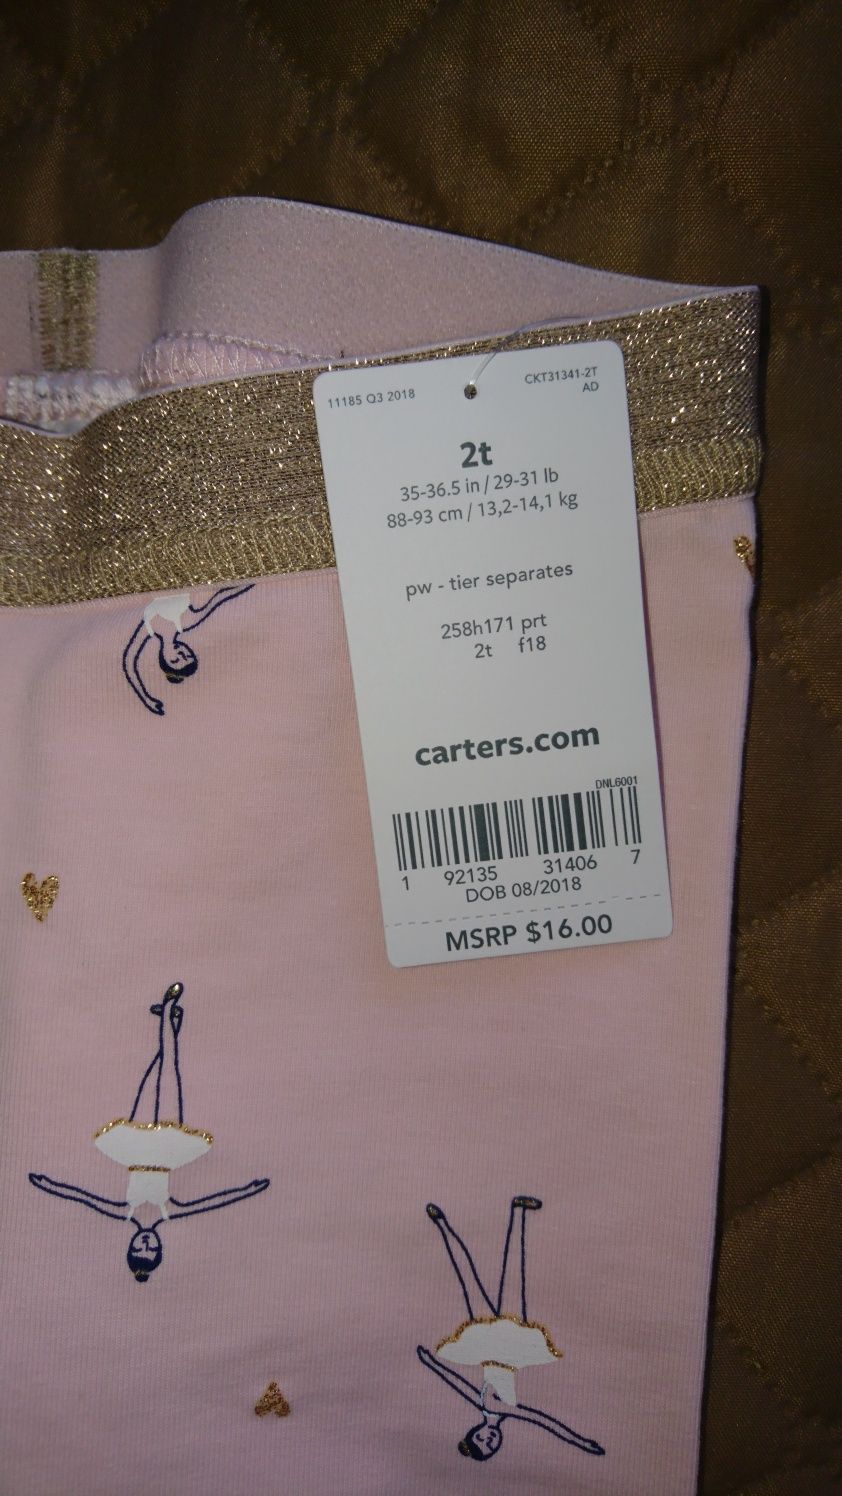 11185 Q3 2018
CKT31341-2T
AD
2t
35-36.5 in / 29-31 lb
88-93 cm / 13,2-14,1 kg
pw - tier separates
258h171 prt
2t f18
carters.com
DNL6001
1 92135 31406 7
DOB 08/2018
MSRP $16.00